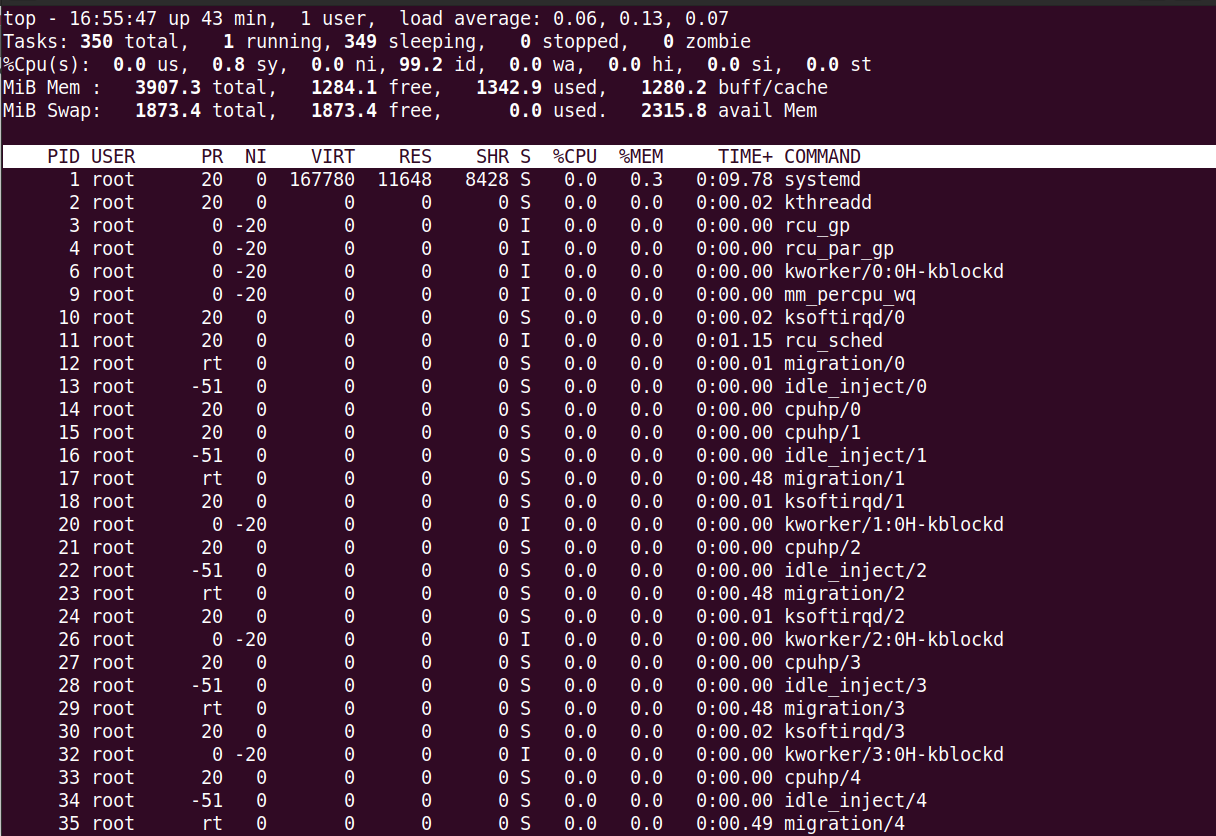 top - 16:55:47 up 43 min,  1 user,  load average: 0.06, 0.13, 0.07
Tasks: 350 total,   1 running, 349 sleeping,   0 stopped,   0 zombie
%Cpu(s):  0.0 us,  0.8 sy,  0.0 ni, 99.2 id,  0.0 wa,  0.0 hi,  0.0 si,  0.0 st
MiB Mem :   3907.3 total,   1284.1 free,   1342.9 used,   1280.2 buff/cache
MiB Swap:   1873.4 total,   1873.4 free,      0.0 used.   2315.8 avail Mem
PID USER      PR  NI    VIRT    RES    SHR S  %CPU  %MEM     TIME+ COMMAND
1 root      20   0  167780  11648   8428 S   0.0   0.3   0:09.78 systemd
2 root      20   0       0      0      0 S   0.0   0.0   0:00.02 kthreadd
3 root       0 -20       0      0      0 I   0.0   0.0   0:00.00 rcu_gp
4 root       0 -20       0      0      0 I   0.0   0.0   0:00.00 rcu_par_gp
6 root       0 -20       0      0      0 I   0.0   0.0   0:00.00 kworker/0:0H-kblockd
9 root       0 -20       0      0      0 I   0.0   0.0   0:00.00 mm_percpu_wq
10 root      20   0       0      0      0 S   0.0   0.0   0:00.02 ksoftirqd/0
11 root      20   0       0      0      0 I   0.0   0.0   0:01.15 rcu_sched
12 root      rt   0       0      0      0 S   0.0   0.0   0:00.01 migration/0
13 root     -51   0       0      0      0 S   0.0   0.0   0:00.00 idle_inject/0
14 root      20   0       0      0      0 S   0.0   0.0   0:00.00 cpuhp/0
15 root      20   0       0      0      0 S   0.0   0.0   0:00.00 cpuhp/1
16 root     -51   0       0      0      0 S   0.0   0.0   0:00.00 idle_inject/1
17 root      rt   0       0      0      0 S   0.0   0.0   0:00.48 migration/1
18 root      20   0       0      0      0 S   0.0   0.0   0:00.01 ksoftirqd/1
20 root       0 -20       0      0      0 I   0.0   0.0   0:00.00 kworker/1:0H-kblockd
21 root      20   0       0      0      0 S   0.0   0.0   0:00.00 cpuhp/2
22 root     -51   0       0      0      0 S   0.0   0.0   0:00.00 idle_inject/2
23 root      rt   0       0      0      0 S   0.0   0.0   0:00.48 migration/2
24 root      20   0       0      0      0 S   0.0   0.0   0:00.01 ksoftirqd/2
26 root       0 -20       0      0      0 I   0.0   0.0   0:00.00 kworker/2:0H-kblockd
27 root      20   0       0      0      0 S   0.0   0.0   0:00.00 cpuhp/3
28 root     -51   0       0      0      0 S   0.0   0.0   0:00.00 idle_inject/3
29 root      rt   0       0      0      0 S   0.0   0.0   0:00.48 migration/3
30 root      20   0       0      0      0 S   0.0   0.0   0:00.02 ksoftirqd/3
32 root       0 -20       0      0      0 I   0.0   0.0   0:00.00 kworker/3:0H-kblockd
33 root      20   0       0      0      0 S   0.0   0.0   0:00.00 cpuhp/4
34 root     -51   0       0      0      0 S   0.0   0.0   0:00.00 idle_inject/4
35 root      rt   0       0      0      0 S   0.0   0.0   0:00.49 migration/4